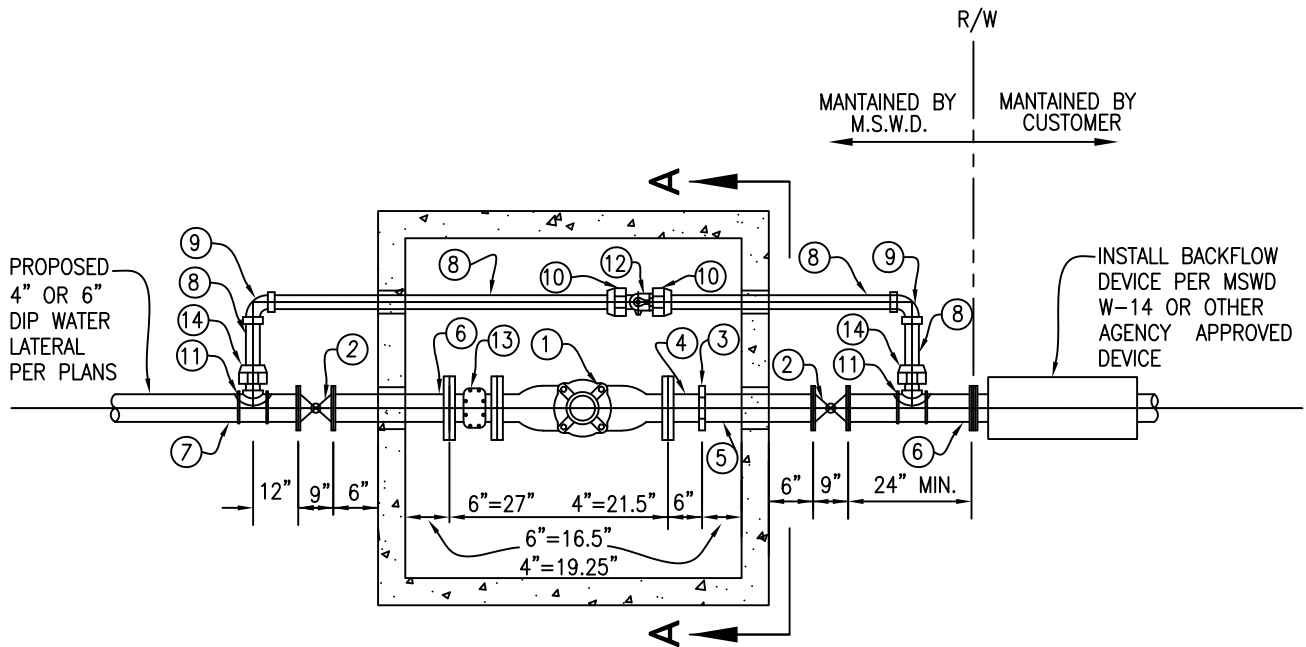 R/W
MANTAINED BY
M.S.W.D.
MANTAINED BY
CUSTOMER
A
9
8
12
8
9
10
10
PROPOSED
4" OR 6"
DIP WATER
LATERAL
PER PLANS
INSTALL BACKFLOW
DEVICE PER MSWD
W-14 OR OTHER
AGENCY APPROVED
DEVICE
8
14
11
2
6
13
1
4
3
2
14
11
8
7
5
6
12"
9"
6"
6"=27"
4"=21.5"
6"
6"
9"
24" MIN.
6"=16.5"
4"=19.25"
A